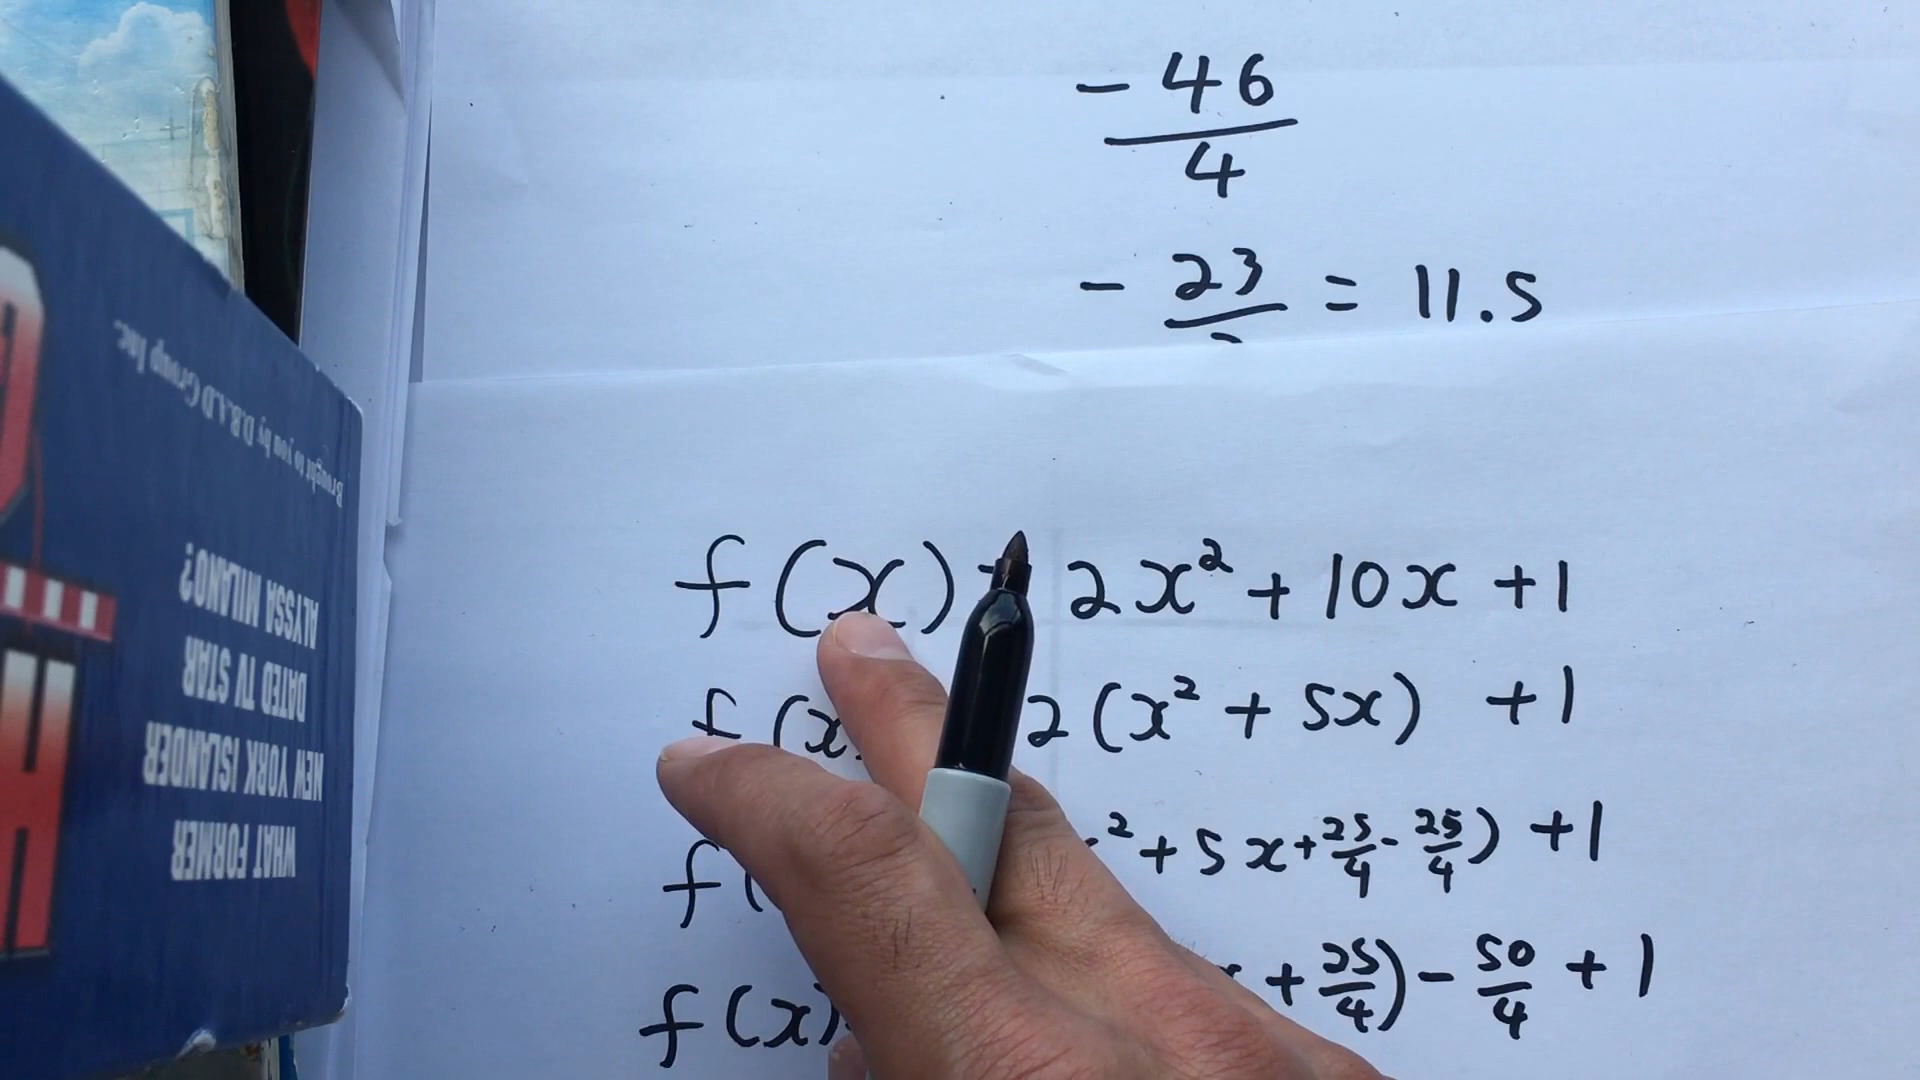 - 46
4
- 23 = 11.5
f(x) 2x² + 10x + 1
f(x 2(x² + 5x) + 1
f( ² + 5x + 25/4 - 25/4) + 1
f(x) + 25/4) - 50/4 + 1
Brought to you by D.B.A.D Group Inc.
WHAT FORMER
NEW YORK ISLANDER
DATED TV STAR
ALYSSA MILANO?
H